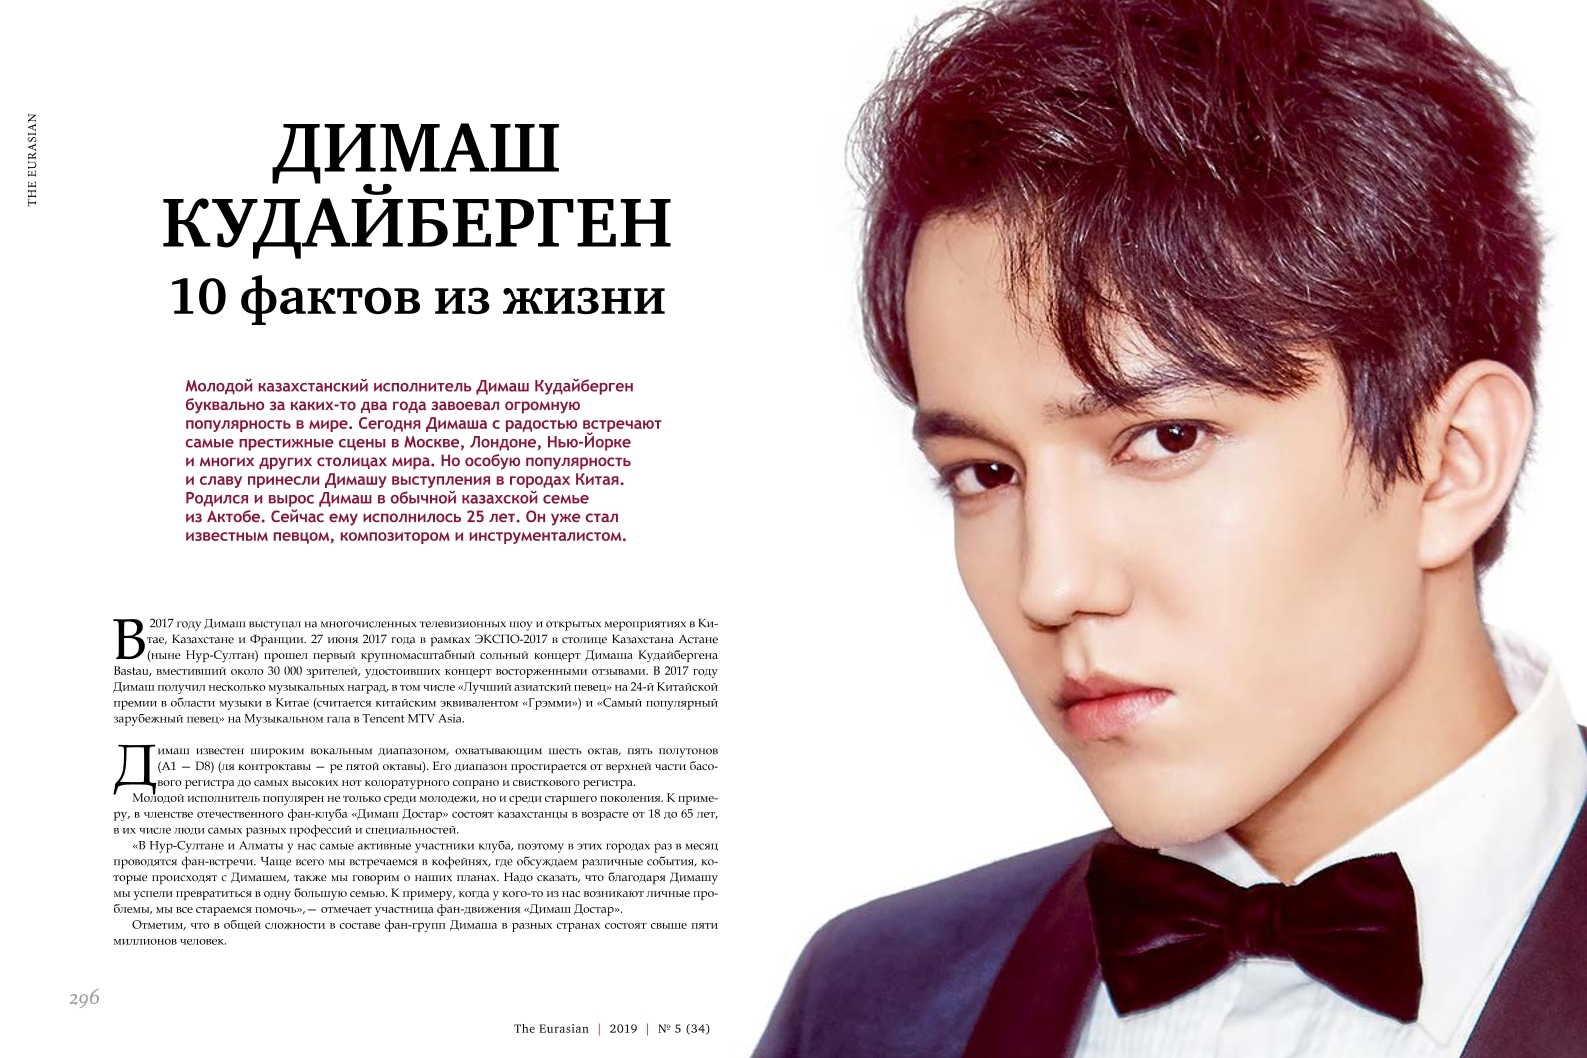 THE EURASIAN
ДИМАШ
КУДАЙБЕРГЕН
10 фактов из жизни
Молодой казахстанский исполнитель Димаш Кудайберген
буквально за каких-то два года завоевал огромную
популярность в мире. Сегодня Димаша с радостью встречают
самые престижные сцены в Москве, Лондоне, Нью-Йорке
и многих других столицах мира. Но особую популярность
и славу принесли Димашу выступления в городах Китая.
Родился и вырос Димаш в обычной казахской семье
из Актобе. Сейчас ему исполнилось 25 лет. Он уже стал
известным певцом, композитором и инструменталистом.
В 2017 году Димаш выступал на многочисленных телевизионных шоу и открытых мероприятиях в Ки-
тае, Казахстане и Франции. 27 июня 2017 года в рамках ЭКСПО-2017 в столице Казахстана Астане
(ныне Нур-Султан) прошел первый крупномасштабный сольный концерт Димаша Кудайбергена
Bastau, вместивший около 30 000 зрителей, удостоивших концерт восторженными отзывами. В 2017 году
Димаш получил несколько музыкальных наград, в том числе «Лучший азиатский певец» на 24-й Китайской
премии в области музыки в Китае (считается китайским эквивалентом «Грэмми») и «Самый популярный
зарубежный певец» на Музыкальном гала в Tencent MTV Asia.
Димаш известен широким вокальным диапазоном, охватывающим шесть октав, пять полутонов
(A1 — D8) (ля контроктавы — ре пятой октавы). Его диапазон простирается от верхней части басо-
вого регистра до самых высоких нот колоратурного сопрано и свисткового регистра.
Молодой исполнитель популярен не только среди молодежи, но и среди старшего поколения. К приме-
ру, в членстве отечественного фан-клуба «Димаш Достар» состоят казахстанцы в возрасте от 18 до 65 лет,
в их числе люди самых разных профессий и специальностей.
«В Нур-Султане и Алматы у нас самые активные участники клуба, поэтому в этих городах раз в месяц
проводятся фан-встречи. Чаще всего мы встречаемся в кофейнях, где обсуждаем различные события, ко-
торые происходят с Димашем, также мы говорим о наших планах. Надо сказать, что благодаря Димашу
мы успели превратиться в одну большую семью. К примеру, когда у кого-то из нас возникают личные про-
блемы, мы все стараемся помочь», — отмечает участница фан-движения «Димаш Достар».
Отметим, что в общей сложности в составе фан-групп Димаша в разных странах состоят свыше пяти
миллионов человек.
296
The Eurasian | 2019 | № 5 (34)